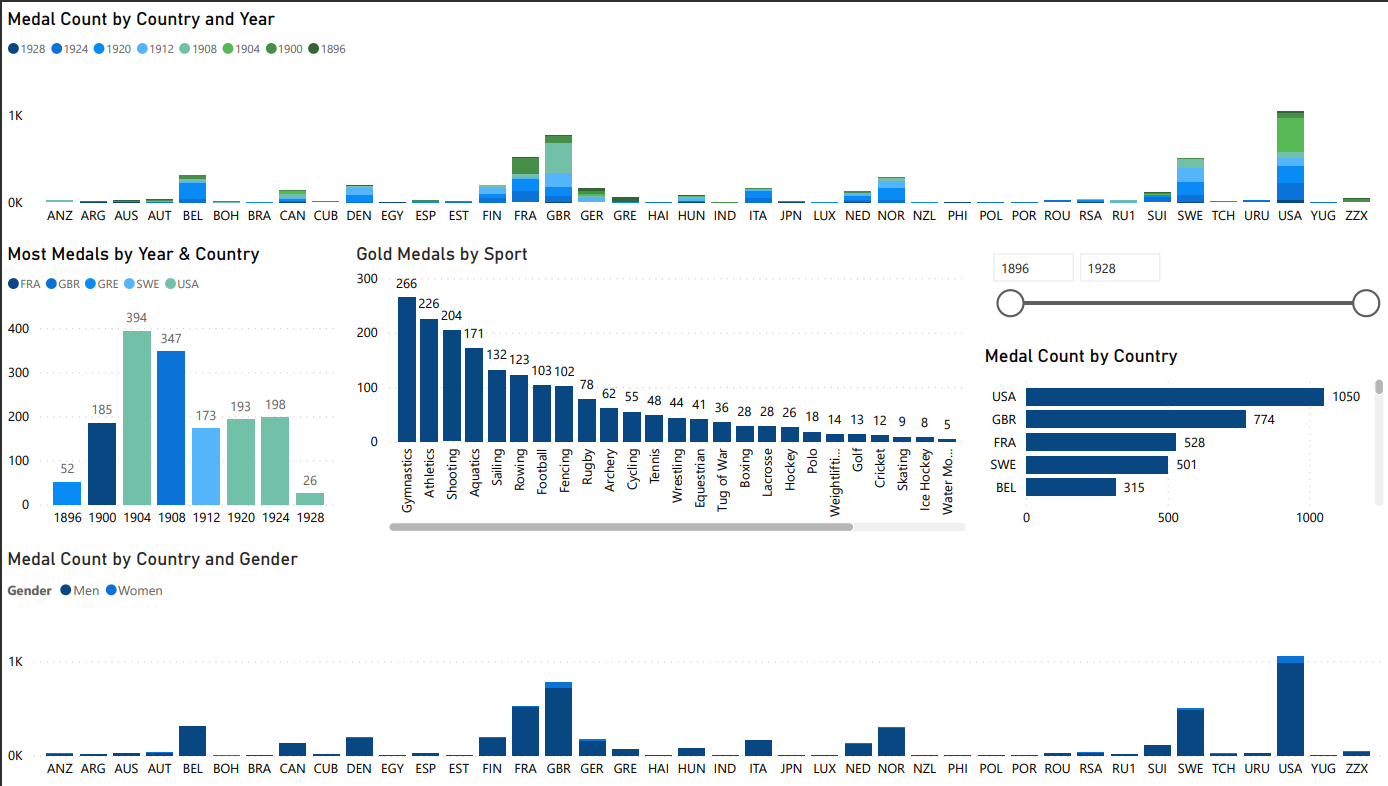 Medal Count by Country and Year
1928 1924 1920 1912 1908 1904 1900 1896
1K
0K
ANZ ARG AUS AUT BEL BOH BRA CAN CUB DEN EGY ESP EST FIN FRA GBR GER GRE HAI HUN IND ITA JPN LUX NED NOR NZL PHI POL POR ROU RSA RU1 SUI SWE TCH URU USA YUG ZZX
Most Medals by Year & Country
FRA GBR GRE SWE USA
400
300
200
100
0
52 185 394 347 173 193 198 26
1896 1900 1904 1908 1912 1920 1924 1928
Gold Medals by Sport
300
200
100
0
266 226 204 171 132 123 103 102 78 62 55 48 44 41 36 28 28 26 18 14 13 12 9 8 5
Gymnastics
Athletics
Shooting
Aquatics
Sailing
Rowing
Football
Fencing
Rugby
Archery
Cycling
Tennis
Wrestling
Equestrian
Tug of War
Boxing
Lacrosse
Hockey
Polo
Weightlifti...
Golf
Cricket
Skating
Ice Hockey
Water Mo...
1896 1928
Medal Count by Country
USA 1050
GBR 774
FRA 528
SWE 501
BEL 315
0 500 1000
Medal Count by Country and Gender
Gender Men Women
1K
0K
ANZ ARG AUS AUT BEL BOH BRA CAN CUB DEN EGY ESP EST FIN FRA GBR GER GRE HAI HUN IND ITA JPN LUX NED NOR NZL PHI POL POR ROU RSA RU1 SUI SWE TCH URU USA YUG ZZX